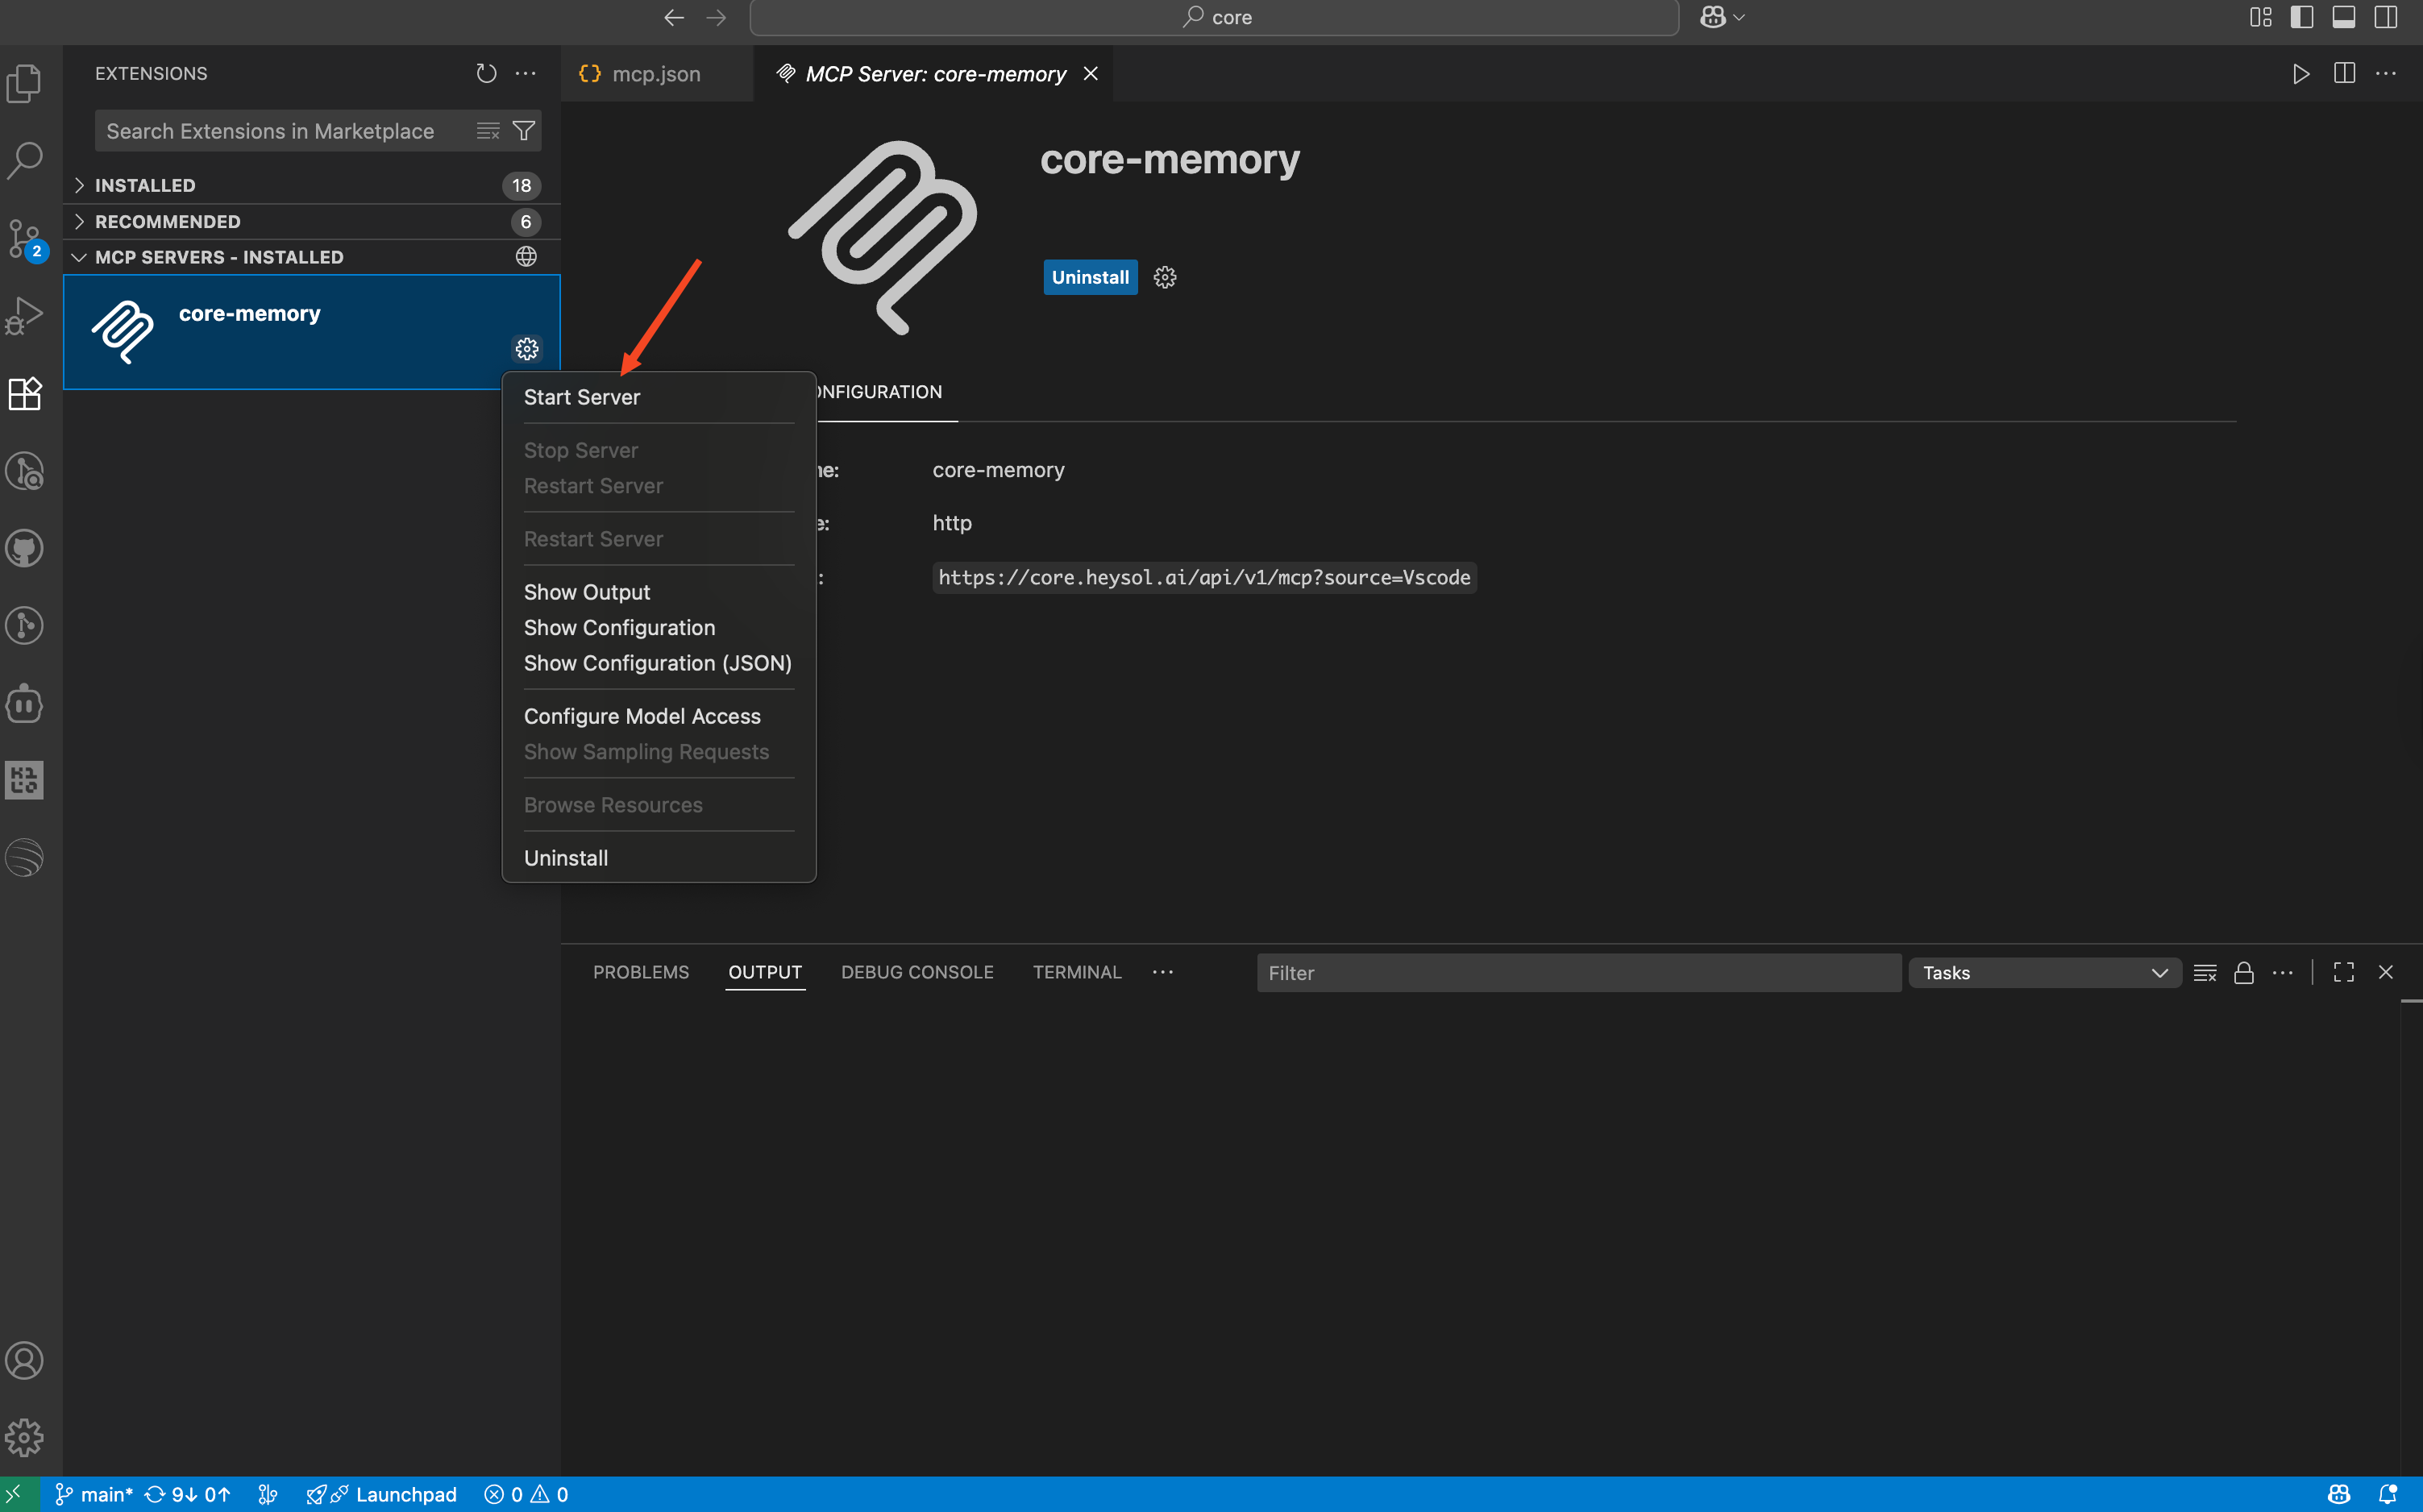 core
EXTENSIONS
mcp.json
MCP Server: core-memory
Search Extensions in Marketplace
INSTALLED 18
RECOMMENDED 6
MCP SERVERS - INSTALLED
2
core-memory
core-memory
Uninstall
Start Server
Stop Server
Restart Server
Restart Server
Show Output
Show Configuration
Show Configuration (JSON)
Configure Model Access
Show Sampling Requests
Browse Resources
Uninstall
ONFIGURATION
ne: core-memory
e: http
: https://core.heysol.ai/api/v1/mcp?source=Vscode
PROBLEMS OUTPUT DEBUG CONSOLE TERMINAL Filter Tasks
main* 9↓ 0↑ Launchpad 0 0